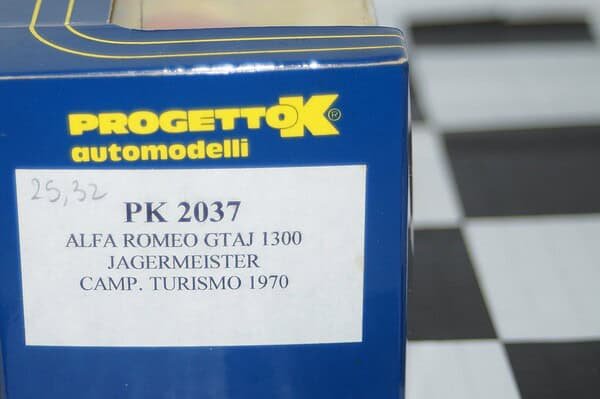 PROGETTO K®
automodelli
25,32
PK 2037
ALFA ROMEO GTAJ 1300
JAGERMEISTER
CAMP. TURISMO 1970